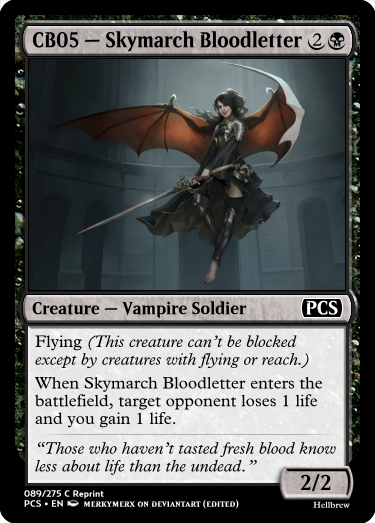 CB05 — Skymarch Bloodletter 2
Creature — Vampire Soldier PCS
Flying (This creature can't be blocked
except by creatures with flying or reach.)
When Skymarch Bloodletter enters the
battlefield, target opponent loses 1 life
and you gain 1 life.
“Those who haven't tasted fresh blood know
less about life than the undead.”
2/2
089/275 C Reprint
PCS • EN MERKYMERX ON DEVIANTART (EDITED)
Hellbrew